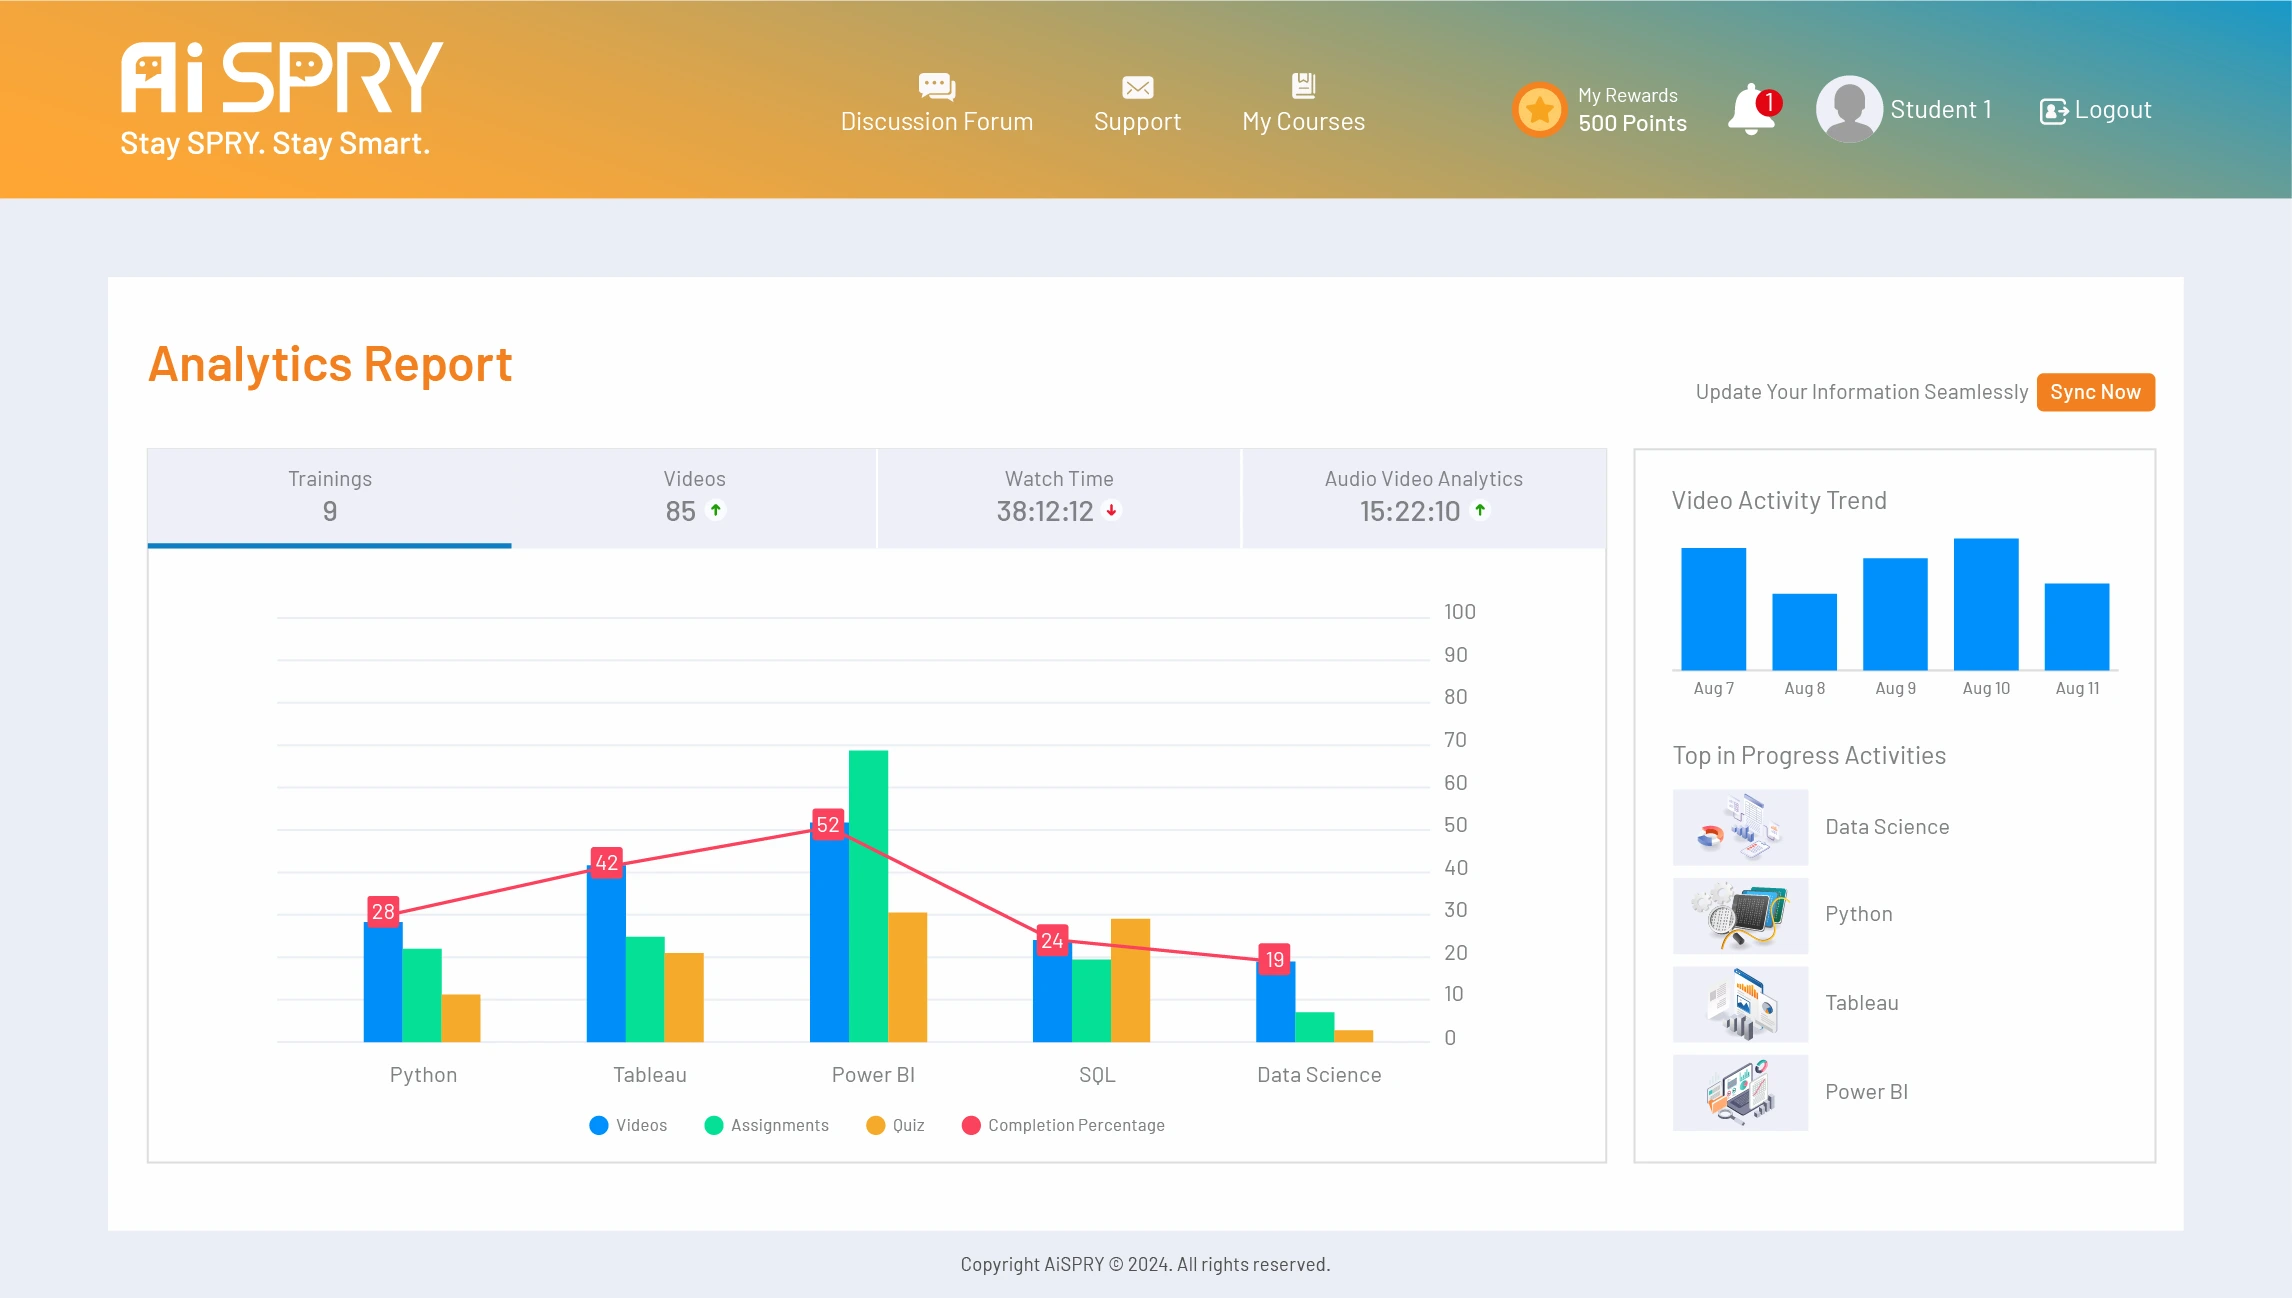 Ai SPRY
Stay SPRY. Stay Smart.
Discussion Forum
Support
My Courses
My Rewards
500 Points
1
Student 1
Logout
Analytics Report
Update Your Information Seamlessly
Sync Now
Trainings
9
Videos
85
Watch Time
38:12:12
Audio Video Analytics
15:22:10
100
90
80
70
60
50
40
30
20
10
0
28
42
52
24
19
Python
Tableau
Power BI
SQL
Data Science
Videos
Assignments
Quiz
Completion Percentage
Video Activity Trend
Aug 7
Aug 8
Aug 9
Aug 10
Aug 11
Top in Progress Activities
Data Science
Python
Tableau
Power BI
Copyright AiSPRY © 2024. All rights reserved.